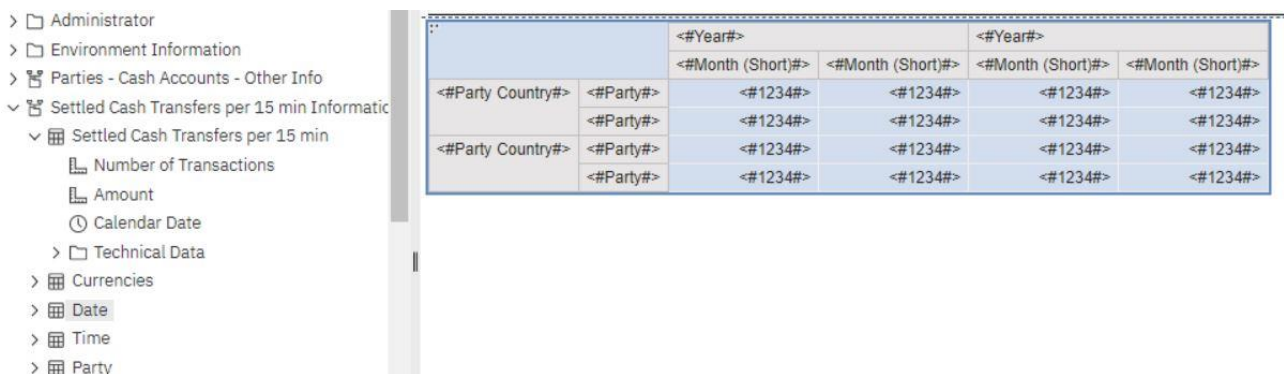 Administrator
Environment Information
Parties - Cash Accounts - Other Info
Settled Cash Transfers per 15 min Informatic
Settled Cash Transfers per 15 min
Number of Transactions
Amount
Calendar Date
Technical Data
Currencies
Date
Time
Party
<#Year#> <#Year#>
<#Month (Short)#> <#Month (Short)#> <#Month (Short)#> <#Month (Short)#>
<#Party Country#> <#Party#> <#1234#> <#1234#> <#1234#> <#1234#>
<#Party#> <#1234#> <#1234#> <#1234#> <#1234#>
<#Party Country#> <#Party#> <#1234#> <#1234#> <#1234#> <#1234#>
<#Party#> <#1234#> <#1234#> <#1234#> <#1234#>